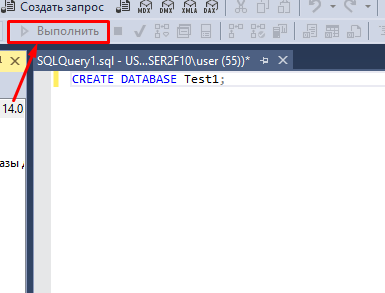 Создать запрос MDX DMX XMLA DAX
Выполнить
SQLQuery1.sql - US...SER2F10\user (55))*
CREATE DATABASE Test1;
14.0
азы д